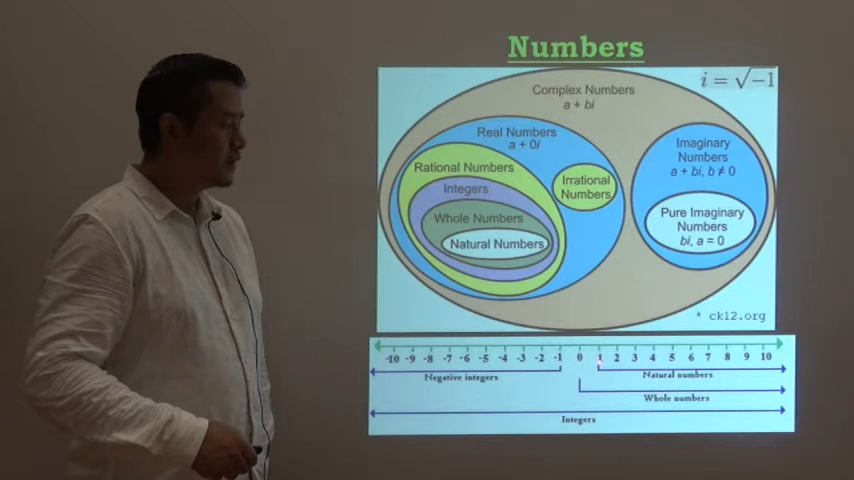 Numbers
i = √−1
Complex Numbers
a + bi
Real Numbers
a + 0i
Rational Numbers
Integers
Whole Numbers
Natural Numbers
Irrational
Numbers
Imaginary
Numbers
a + bi, b ≠ 0
Pure Imaginary
Numbers
bi, a = 0
* ck12.org
-10 -9 -8 -7 -6 -5 -4 -3 -2 -1 0 1 2 3 4 5 6 7 8 9 10
Negative integers
Natural numbers
Whole numbers
Integers